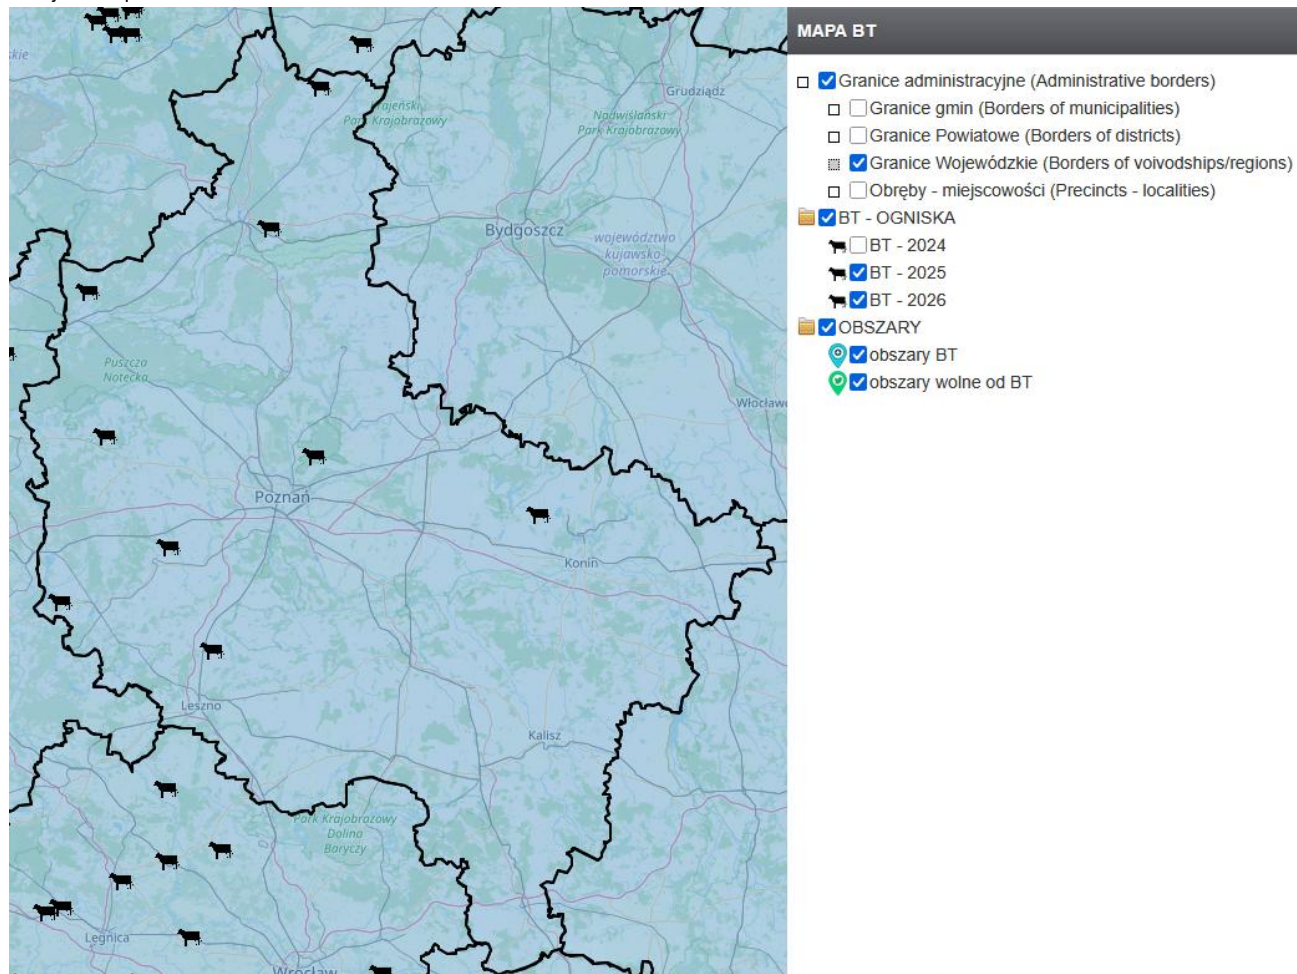 MAPA BT
Granice administracyjne (Administrative borders)
Granice gmin (Borders of municipalities)
Granice Powiatowe (Borders of districts)
Granice Wojewódzkie (Borders of voivodships/regions)
Obręby - miejscowości (Precincts - localities)
BT - OGNISKA
BT - 2024
BT - 2025
BT - 2026
OBSZARY
obszary BT
obszary wolne od BT
skie
Grudziądz
Krajeński
Park Krajobrazowy
Nadwiślański
Park Krajobrazowy
Bydgoszcz
województwo
kujawsko
pomorskie
Puszcza
Notecka
Włocławe
Poznań
Konin
Leszno
Kalisz
Park Krajobrazowy
Dolina
Baryczy
Legnica
Wrocław